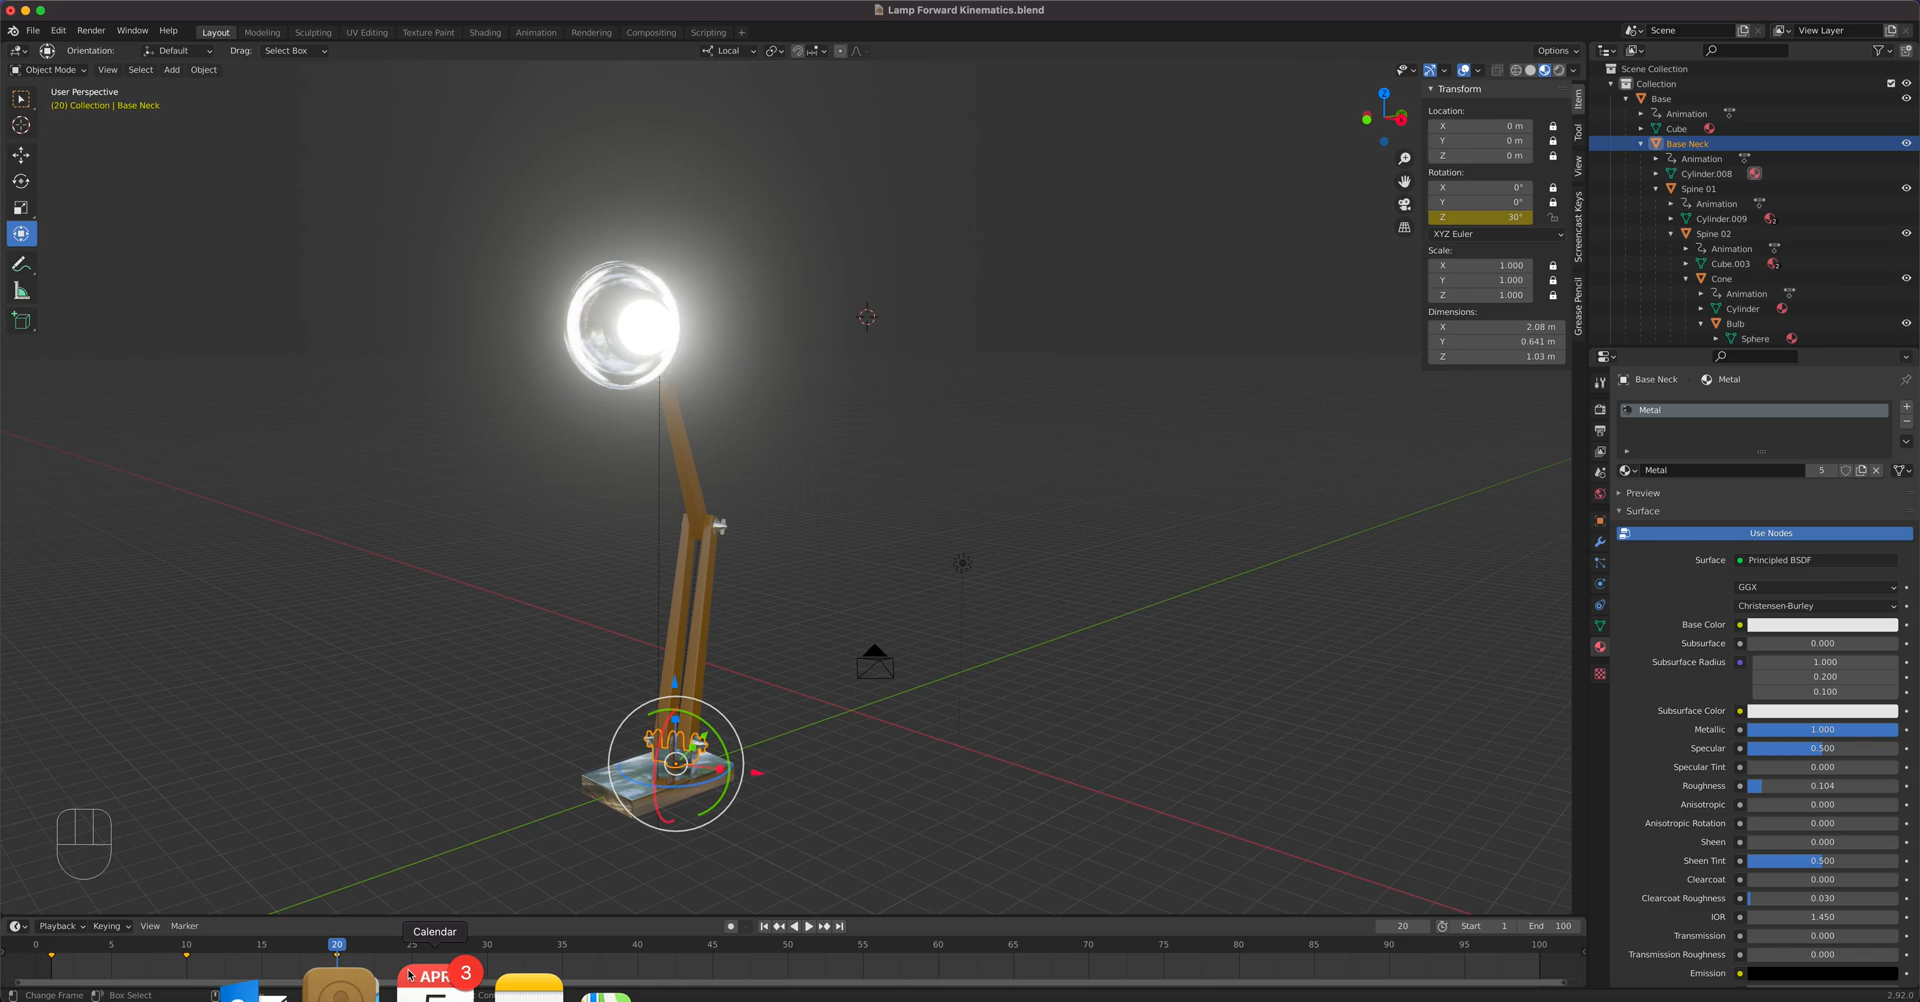 Lamp Forward Kinematics.blend
File Edit Render Window Help Layout Modeling Sculpting UV Editing Texture Paint Shading Animation Rendering Compositing Scripting + Scene View Layer
Orientation: Default Drag: Select Box Local Options
Object Mode View Select Add Object
User Perspective
(20) Collection | Base Neck
Z
X
Transform
Location:
X 0 m
Y 0 m
Z 0 m
Rotation:
X 0°
Y 0°
Z 30°
XYZ Euler
Scale:
X 1.000
Y 1.000
Z 1.000
Dimensions:
X 2.08 m
Y 0.641 m
Z 1.03 m
Item
Tool
View
Screencast Keys
Grease Pencil
Scene Collection
Collection
Base
Animation
Cube
Base Neck
Animation
Cylinder.008
Spine 01
Animation
Cylinder.009 2
Spine 02
Animation
Cube.003 2
Cone
Animation
Cylinder
Bulb
Sphere
Base Neck Metal
Metal
Metal 5
Preview
Surface
Use Nodes
Surface Principled BSDF
GGX
Christensen-Burley
Base Color
Subsurface 0.000
Subsurface Radius 1.000
0.200
0.100
Subsurface Color
Metallic 1.000
Specular 0.500
Specular Tint 0.000
Roughness 0.104
Anisotropic 0.000
Anisotropic Rotation 0.000
Sheen 0.000
Sheen Tint 0.500
Clearcoat 0.000
Clearcoat Roughness 0.030
IOR 1.450
Transmission 0.000
Transmission Roughness 0.000
Emission
Playback Keying View Marker 20 Start 1 End 100
Calendar
0 5 10 15 20 25 30 35 40 45 50 55 60 65 70 75 80 85 90 95 100
APR 3
Change Frame Box Select 2.92.0